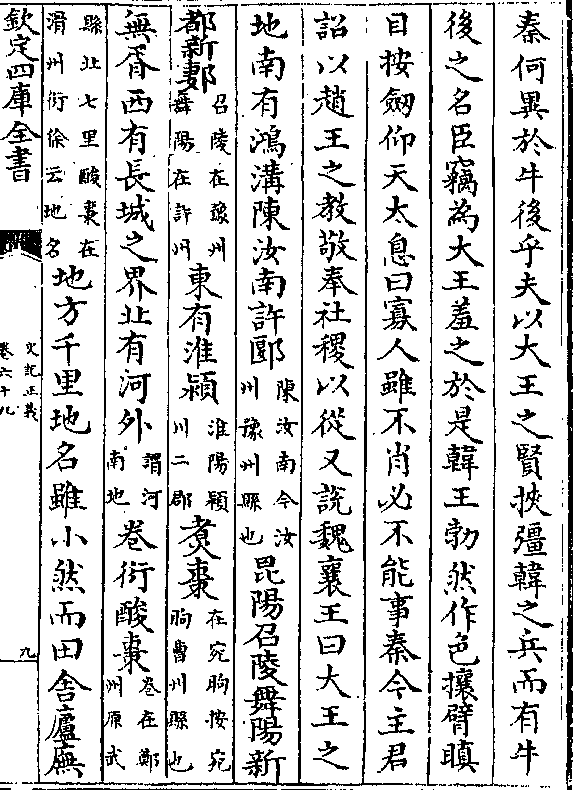 秦何異於牛後乎夫以大王之賢挾彊韓之兵而有牛
後之名臣竊為大王羞之於是韓王勃然作色攘臂瞋
目按劒仰天太息曰寡人雖不肖必不能事秦今主君
詔以趙王之教敬奉社稷以從又說魏襄王曰大王之
地南有鴻溝陳汝南許郾陳汝南今汝州豫州縣也昆陽召陵舞陽新
都新郪召陵在豫州舞陽在許州東有淮潁淮陽潁川二郡煑棗在宛朐按宛朐曹州縣也
無胥西有長城之界北有河外謂河南地卷衍酸棗卷在鄭州原武
縣北七里酸棗在滑州衍徐云地名地方千里地名雖小然而田舍廬廡
欽定四庫全書
史記正義
卷六十九
九